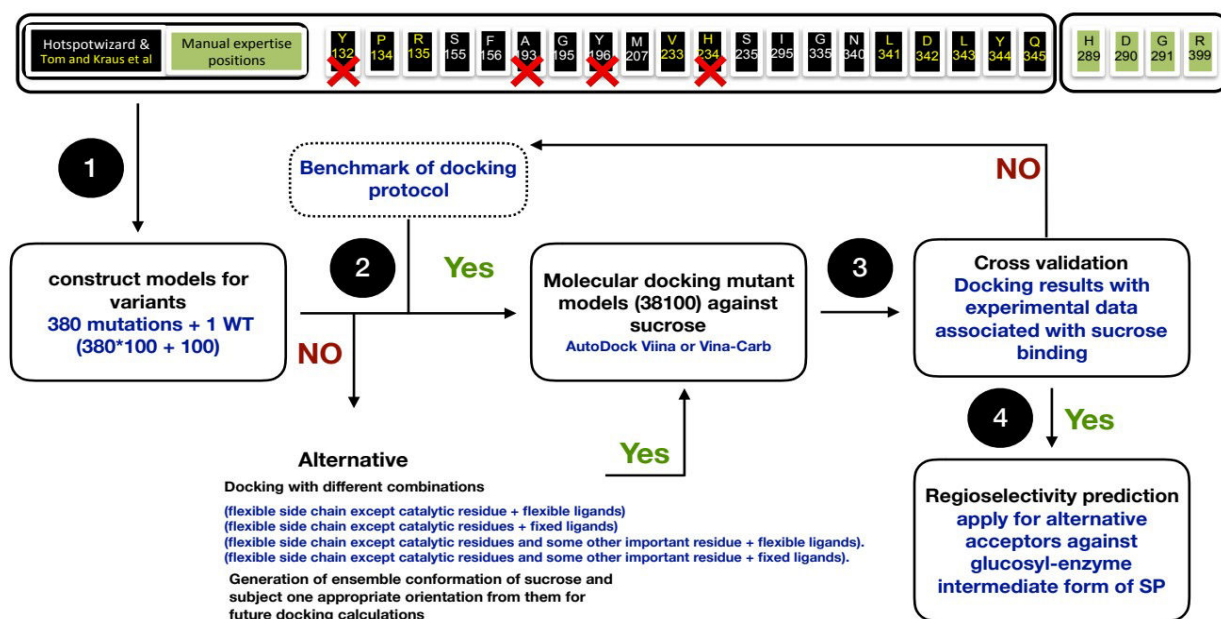 Hotspotwizard &
Tom and Kraus et al
Manual expertise
positions
Y P R S F A G Y M V H S I G N L D L Y Q H D G R
132 134 135 155 156 193 195 196 207 233 234 235 295 335 340 341 342 343 344 345 289 290 291 399
1
Benchmark of docking
protocol
NO
2
Yes
3
construct models for
variants
380 mutations + 1 WT
(380*100 + 100)
NO
Molecular docking mutant
models (38100) against
sucrose
AutoDock Viina or Vina-Carb
Cross validation
Docking results with
experimental data
associated with sucrose
binding
4
Yes
Yes
Alternative
Docking with different combinations
(flexible side chain except catalytic residue + flexible ligands)
(flexible side chain except catalytic residues + fixed ligands)
(flexible side chain except catalytic residues and some other important residue + flexible ligands).
(flexible side chain except catalytic residues and some other important residue + fixed ligands).
Generation of ensemble conformation of sucrose and
subject one appropriate orientation from them for
future docking calculations
Regioselectivity prediction
apply for alternative
acceptors against
glucosyl-enzyme
intermediate form of SP